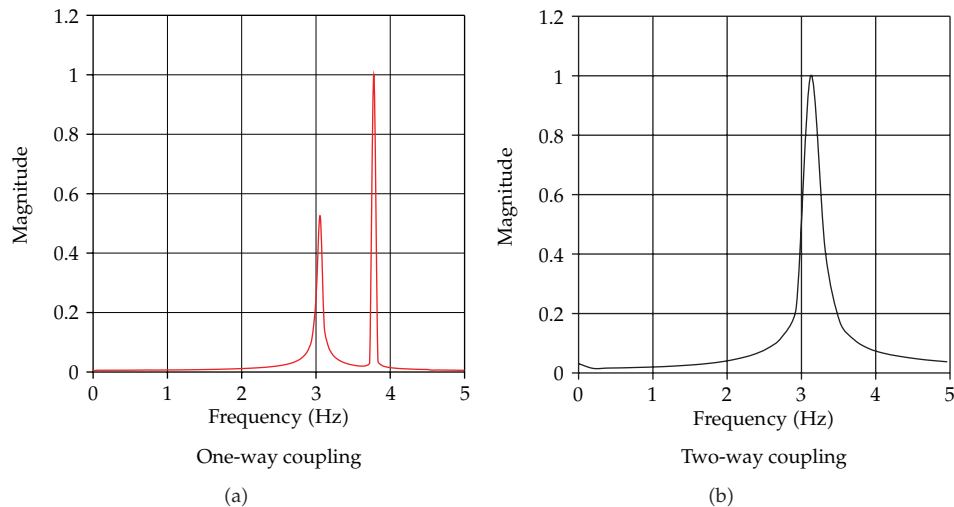 1.2
1
0.8
0.6
0.4
0.2
0
Magnitude
0 1 2 3 4 5
Frequency (Hz)
One-way coupling
(a)
1.2
1
0.8
0.6
0.4
0.2
0
Magnitude
0 1 2 3 4 5
Frequency (Hz)
Two-way coupling
(b)